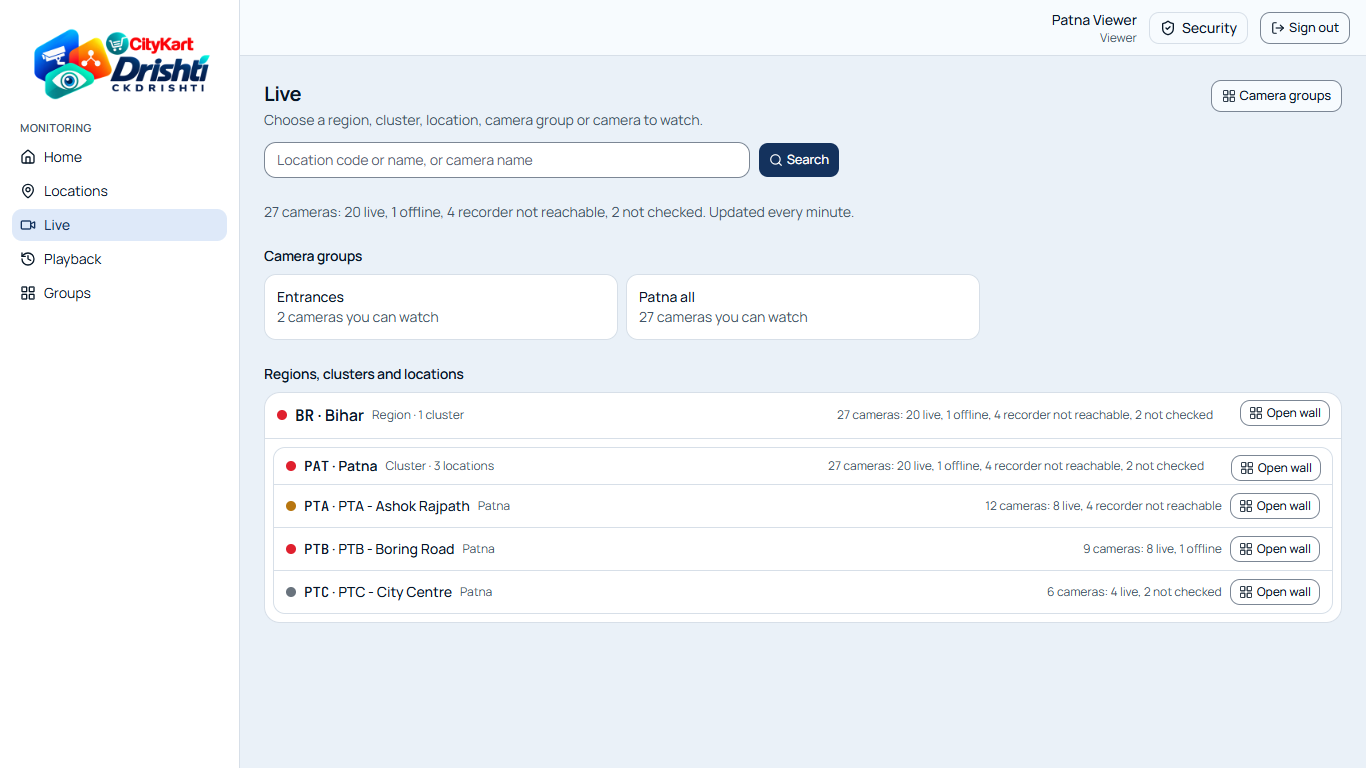 CityKart
Drishti
CKDRISHTI
Patna Viewer
Viewer
Security
Sign out
MONITORING
Home
Locations
Live
Playback
Groups
Live
Camera groups
Choose a region, cluster, location, camera group or camera to watch.
Location code or name, or camera name
Search
27 cameras: 20 live, 1 offline, 4 recorder not reachable, 2 not checked. Updated every minute.
Camera groups
Entrances
2 cameras you can watch
Patna all
27 cameras you can watch
Regions, clusters and locations
BR · Bihar Region · 1 cluster 27 cameras: 20 live, 1 offline, 4 recorder not reachable, 2 not checked Open wall
PAT · Patna Cluster · 3 locations 27 cameras: 20 live, 1 offline, 4 recorder not reachable, 2 not checked Open wall
PTA · PTA - Ashok Rajpath Patna 12 cameras: 8 live, 4 recorder not reachable Open wall
PTB · PTB - Boring Road Patna 9 cameras: 8 live, 1 offline Open wall
PTC · PTC - City Centre Patna 6 cameras: 4 live, 2 not checked Open wall